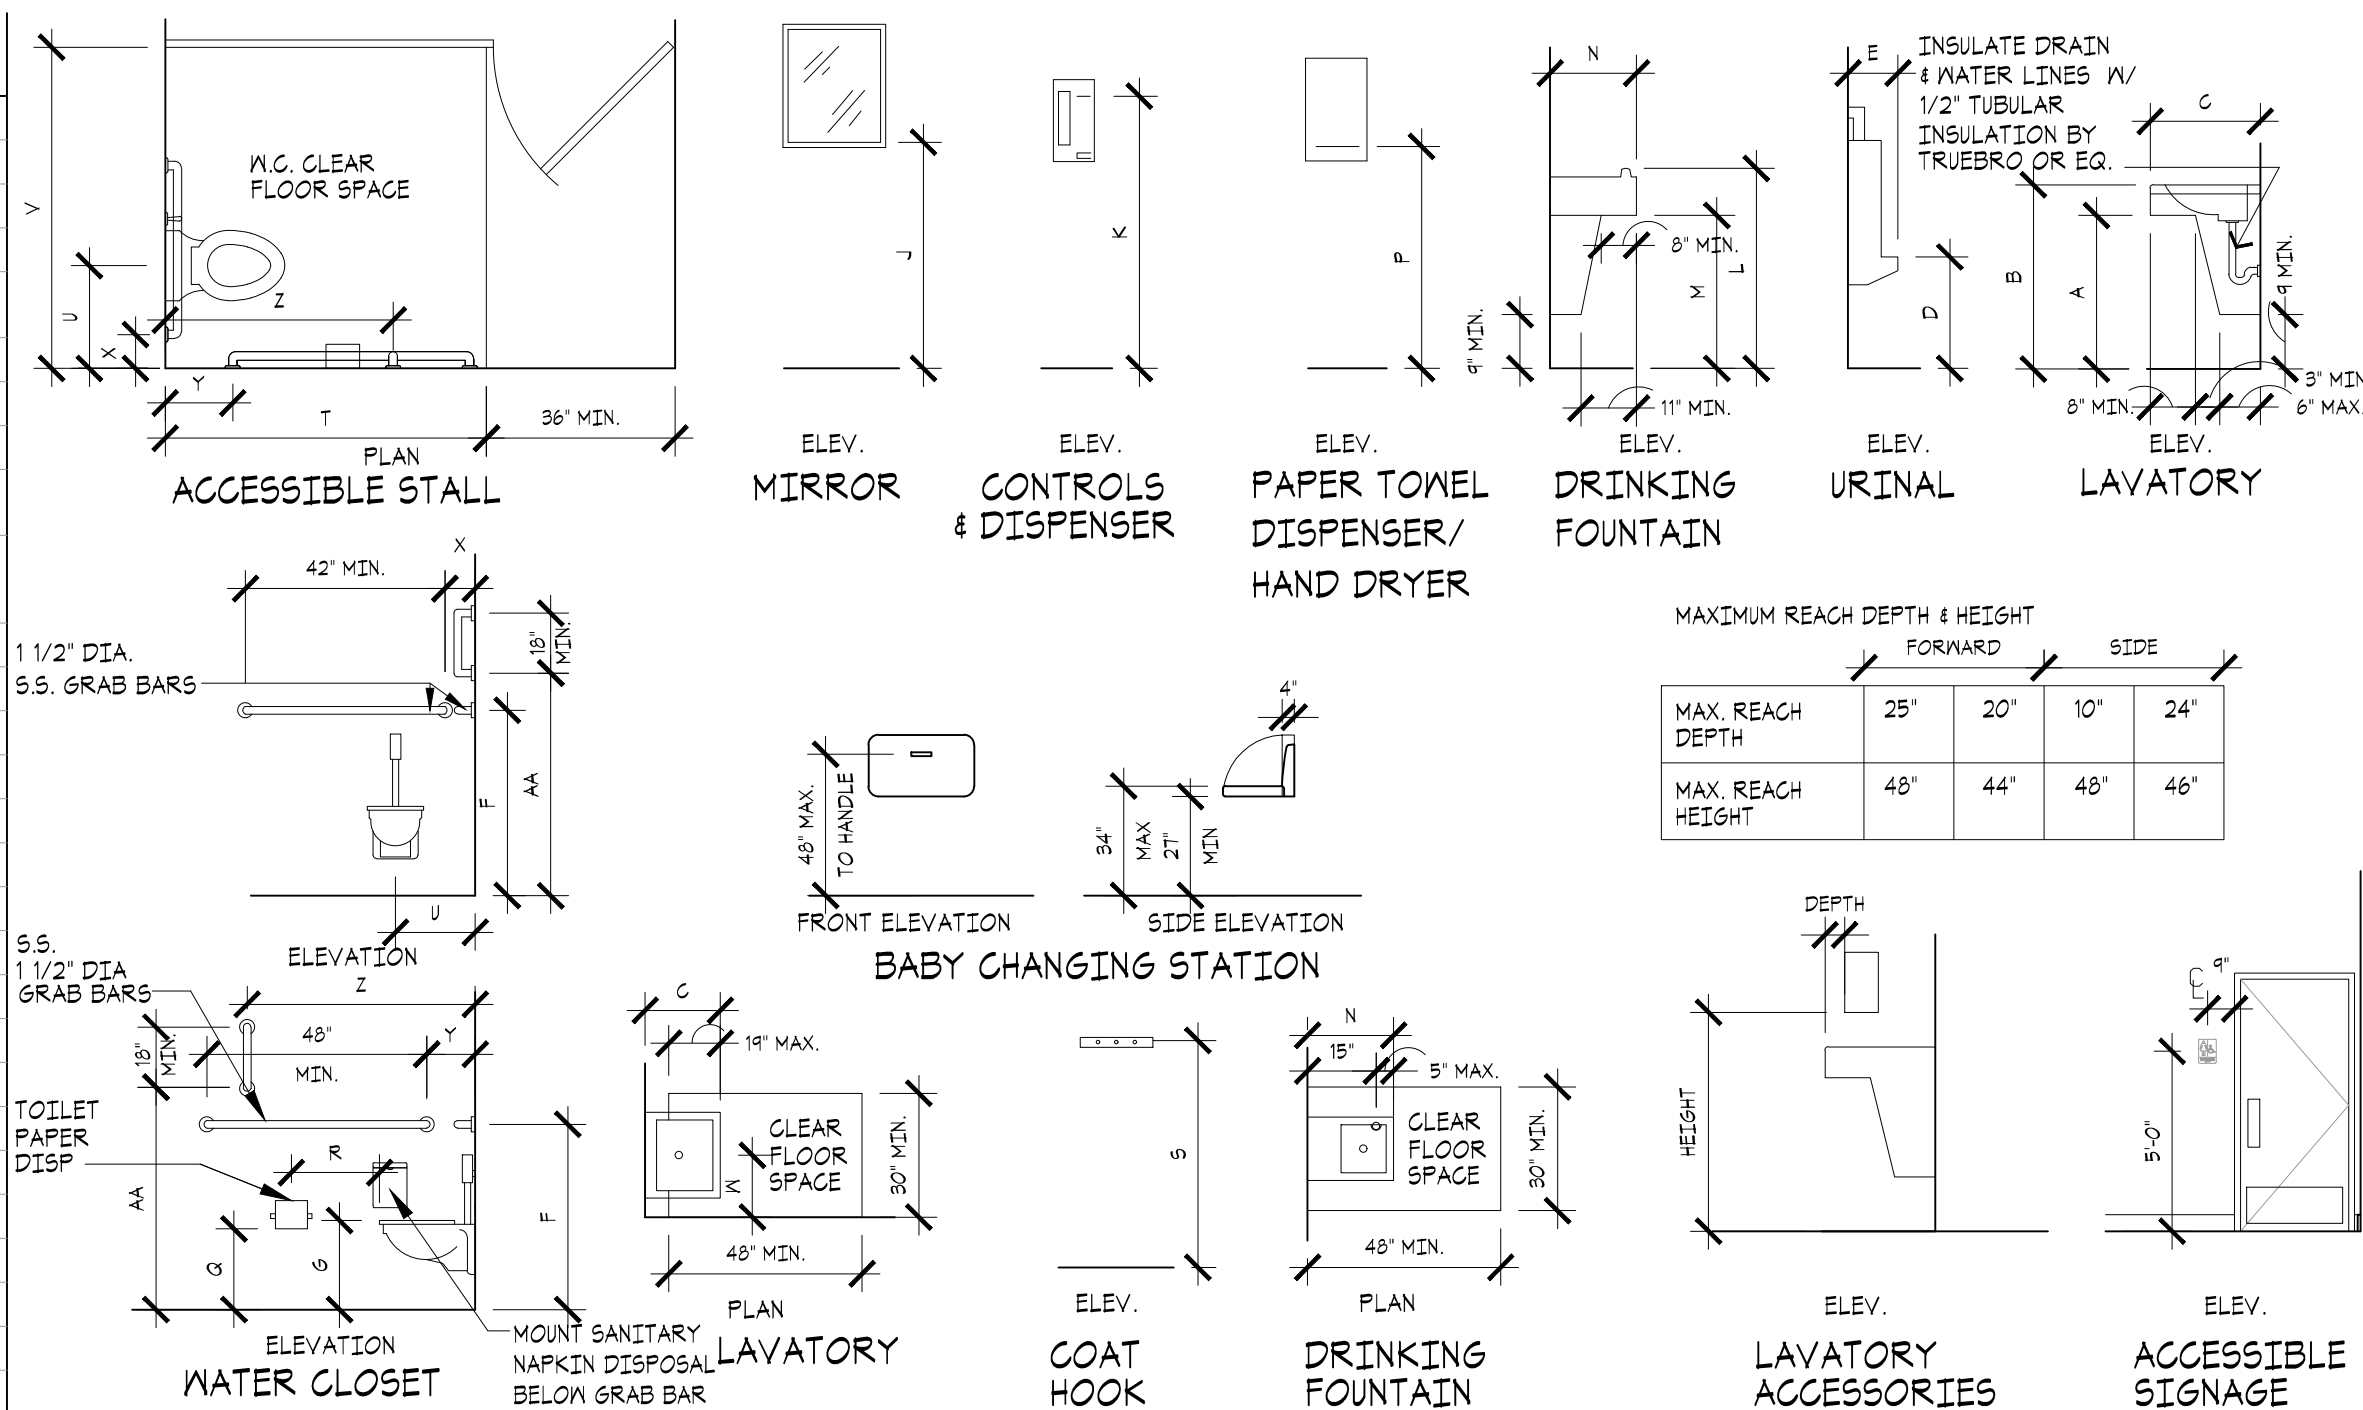 V
U
X
W.C. CLEAR
FLOOR SPACE
Z
Y
T
36" MIN.
PLAN
ACCESSIBLE STALL
J
ELEV.
MIRROR
K
ELEV.
CONTROLS
& DISPENSER
P
ELEV.
PAPER TOWEL
DISPENSER/
HAND DRYER
N
8" MIN.
L
M
9" MIN.
11" MIN.
ELEV.
DRINKING
FOUNTAIN
E
D
ELEV.
URINAL
INSULATE DRAIN
& WATER LINES W/
1/2" TUBULAR
INSULATION BY
TRUEBRO OR EQ.
C
B
A
9 MIN.
3" MIN
8" MIN.
6" MAX.
ELEV.
LAVATORY
X
42" MIN.
18"
MIN.
1 1/2" DIA.
S.S. GRAB BARS
F
AA
U
ELEVATION
48" MAX.
TO HANDLE
FRONT ELEVATION
4"
34"
MAX
27"
MIN
SIDE ELEVATION
BABY CHANGING STATION
MAXIMUM REACH DEPTH & HEIGHT
FORWARD
SIDE
MAX. REACH
DEPTH
25"
20"
10"
24"
MAX. REACH
HEIGHT
48"
44"
48"
46"
S.S.
1 1/2" DIA
GRAB BARS
Z
18"
MIN.
48"
MIN.
Y
TOILET
PAPER
DISP
R
AA
Q
G
F
ELEVATION
WATER CLOSET
MOUNT SANITARY
NAPKIN DISPOSAL
BELOW GRAB BAR
C
19" MAX.
CLEAR
FLOOR
SPACE
W
30" MIN.
48" MIN.
PLAN
LAVATORY
S
ELEV.
COAT
HOOK
N
15"
5" MAX.
CLEAR
FLOOR
SPACE
30" MIN.
48" MIN.
PLAN
DRINKING
FOUNTAIN
DEPTH
HEIGHT
ELEV.
LAVATORY
ACCESSORIES
CL
9"
5'-0"
ELEV.
ACCESSIBLE
SIGNAGE